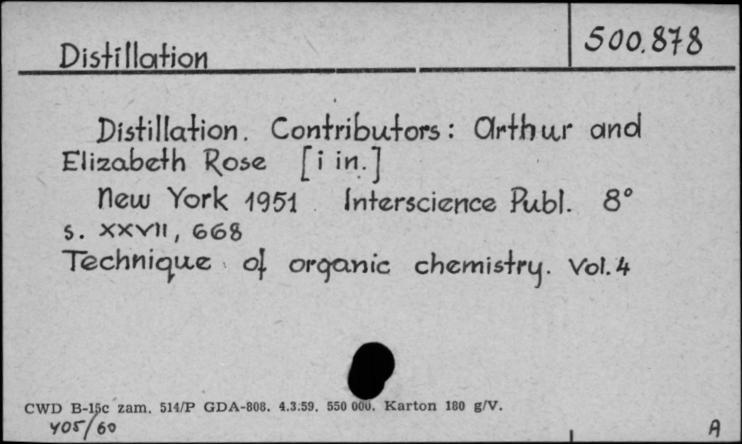 Distillation
500.878
Distillation. Contributors: Arthur and
Elizabeth Rose [i in.]
New York 1951 Interscience Publ. 8°
s. XXVII, 668
Technique of organic chemistry. Vol. 4
CWD B-15c zam. 514/P GDA-808. 4.3.59. 550 000. Karton 180 g/V.
405/60
A